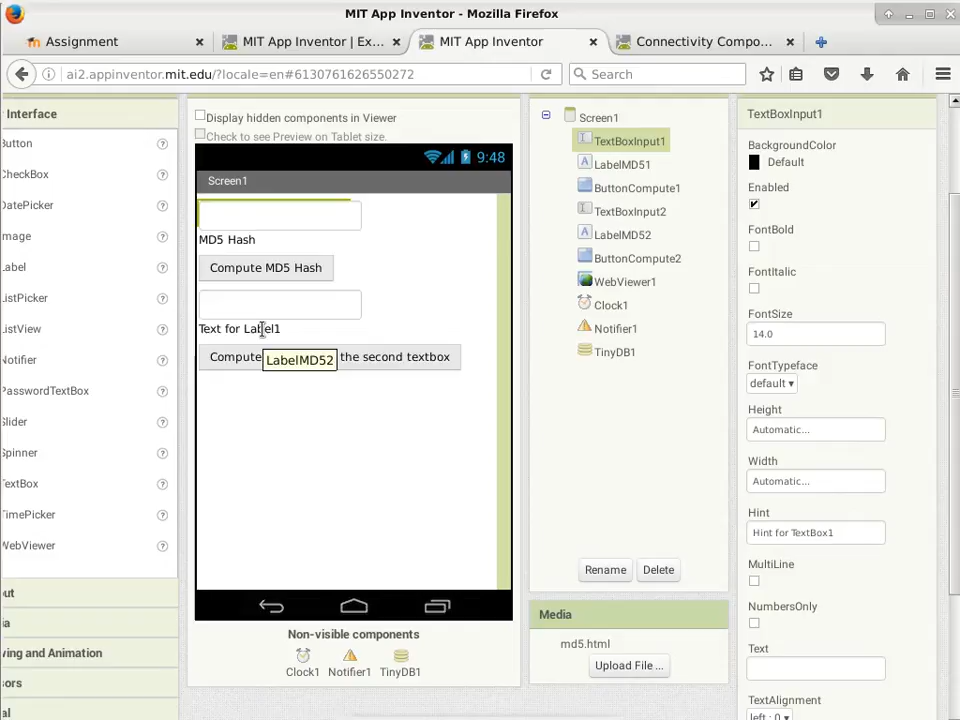 MIT App Inventor - Mozilla Firefox
Assignment
MIT App Inventor | Ex...
MIT App Inventor
Connectivity Compo...
ai2.appinventor.mit.edu/?locale=en#6130761626550272
Search
Interface
Button
CheckBox
DatePicker
mage
Label
ListPicker
ListView
Notifier
PasswordTextBox
Slider
Spinner
TextBox
TimePicker
WebViewer
out
ia
ving and Animation
sors
al
Display hidden components in Viewer
Check to see Preview on Tablet size.
9:48
Screen1
MD5 Hash
Compute MD5 Hash
Text for Label1
Compute the second textbox
LabelMD52
Non-visible components
Clock1 Notifier1 TinyDB1
Screen1
TextBoxInput1
LabelMD51
ButtonCompute1
TextBoxInput2
LabelMD52
ButtonCompute2
WebViewer1
Clock1
Notifier1
TinyDB1
Rename Delete
Media
md5.html
Upload File ...
TextBoxInput1
BackgroundColor
Default
Enabled
FontBold
FontItalic
FontSize
14.0
FontTypeface
default ▾
Height
Automatic...
Width
Automatic...
Hint
Hint for TextBox1
MultiLine
NumbersOnly
Text
TextAlignment
left : 0 ▾